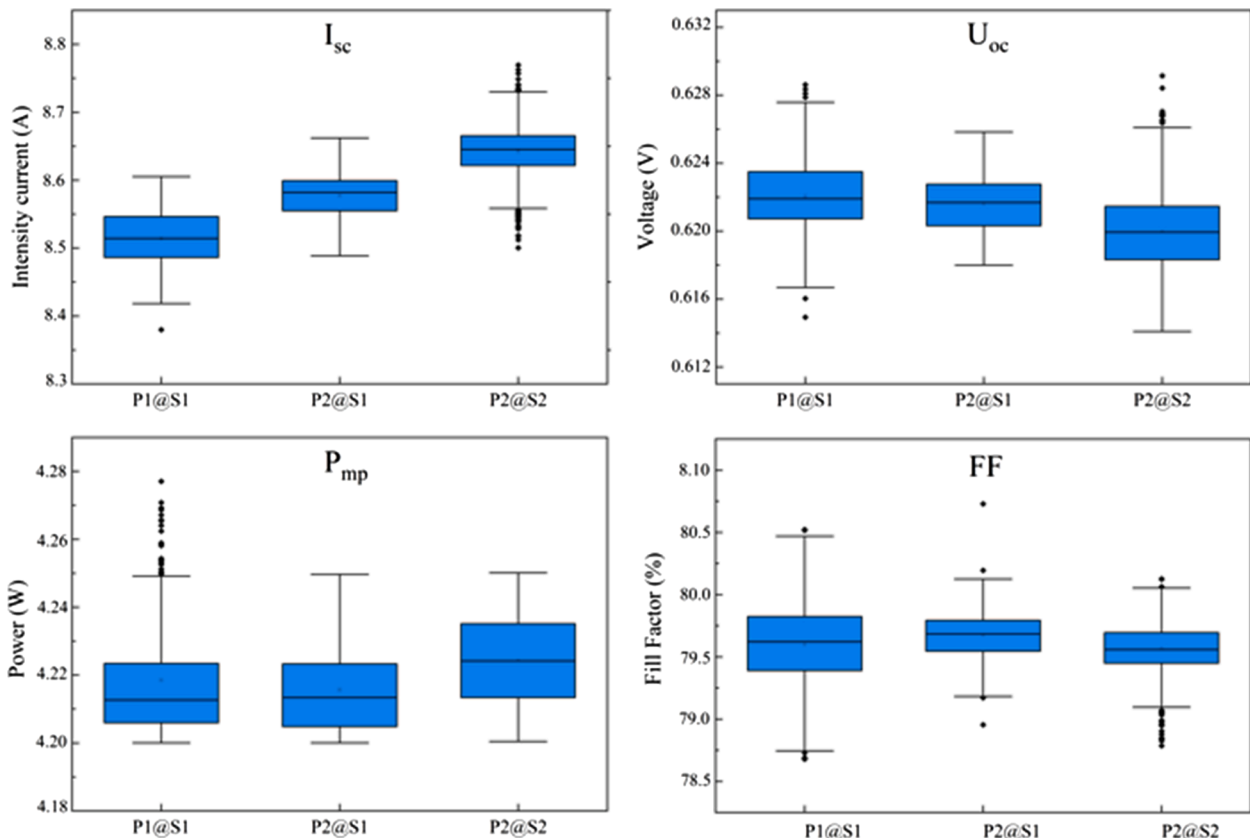 I_sc
Intensity current (A)
8.8
8.7
8.6
8.5
8.4
8.3
P1@S1 P2@S1 P2@S2
U_oc
Voltage (V)
0.632
0.628
0.624
0.620
0.616
0.612
P1@S1 P2@S1 P2@S2
P_mp
Power (W)
4.28
4.26
4.24
4.22
4.20
4.18
P1@S1 P2@S1 P2@S2
FF
Fill Factor (%)
8.10
80.5
80.0
79.5
79.0
78.5
P1@S1 P2@S1 P2@S2